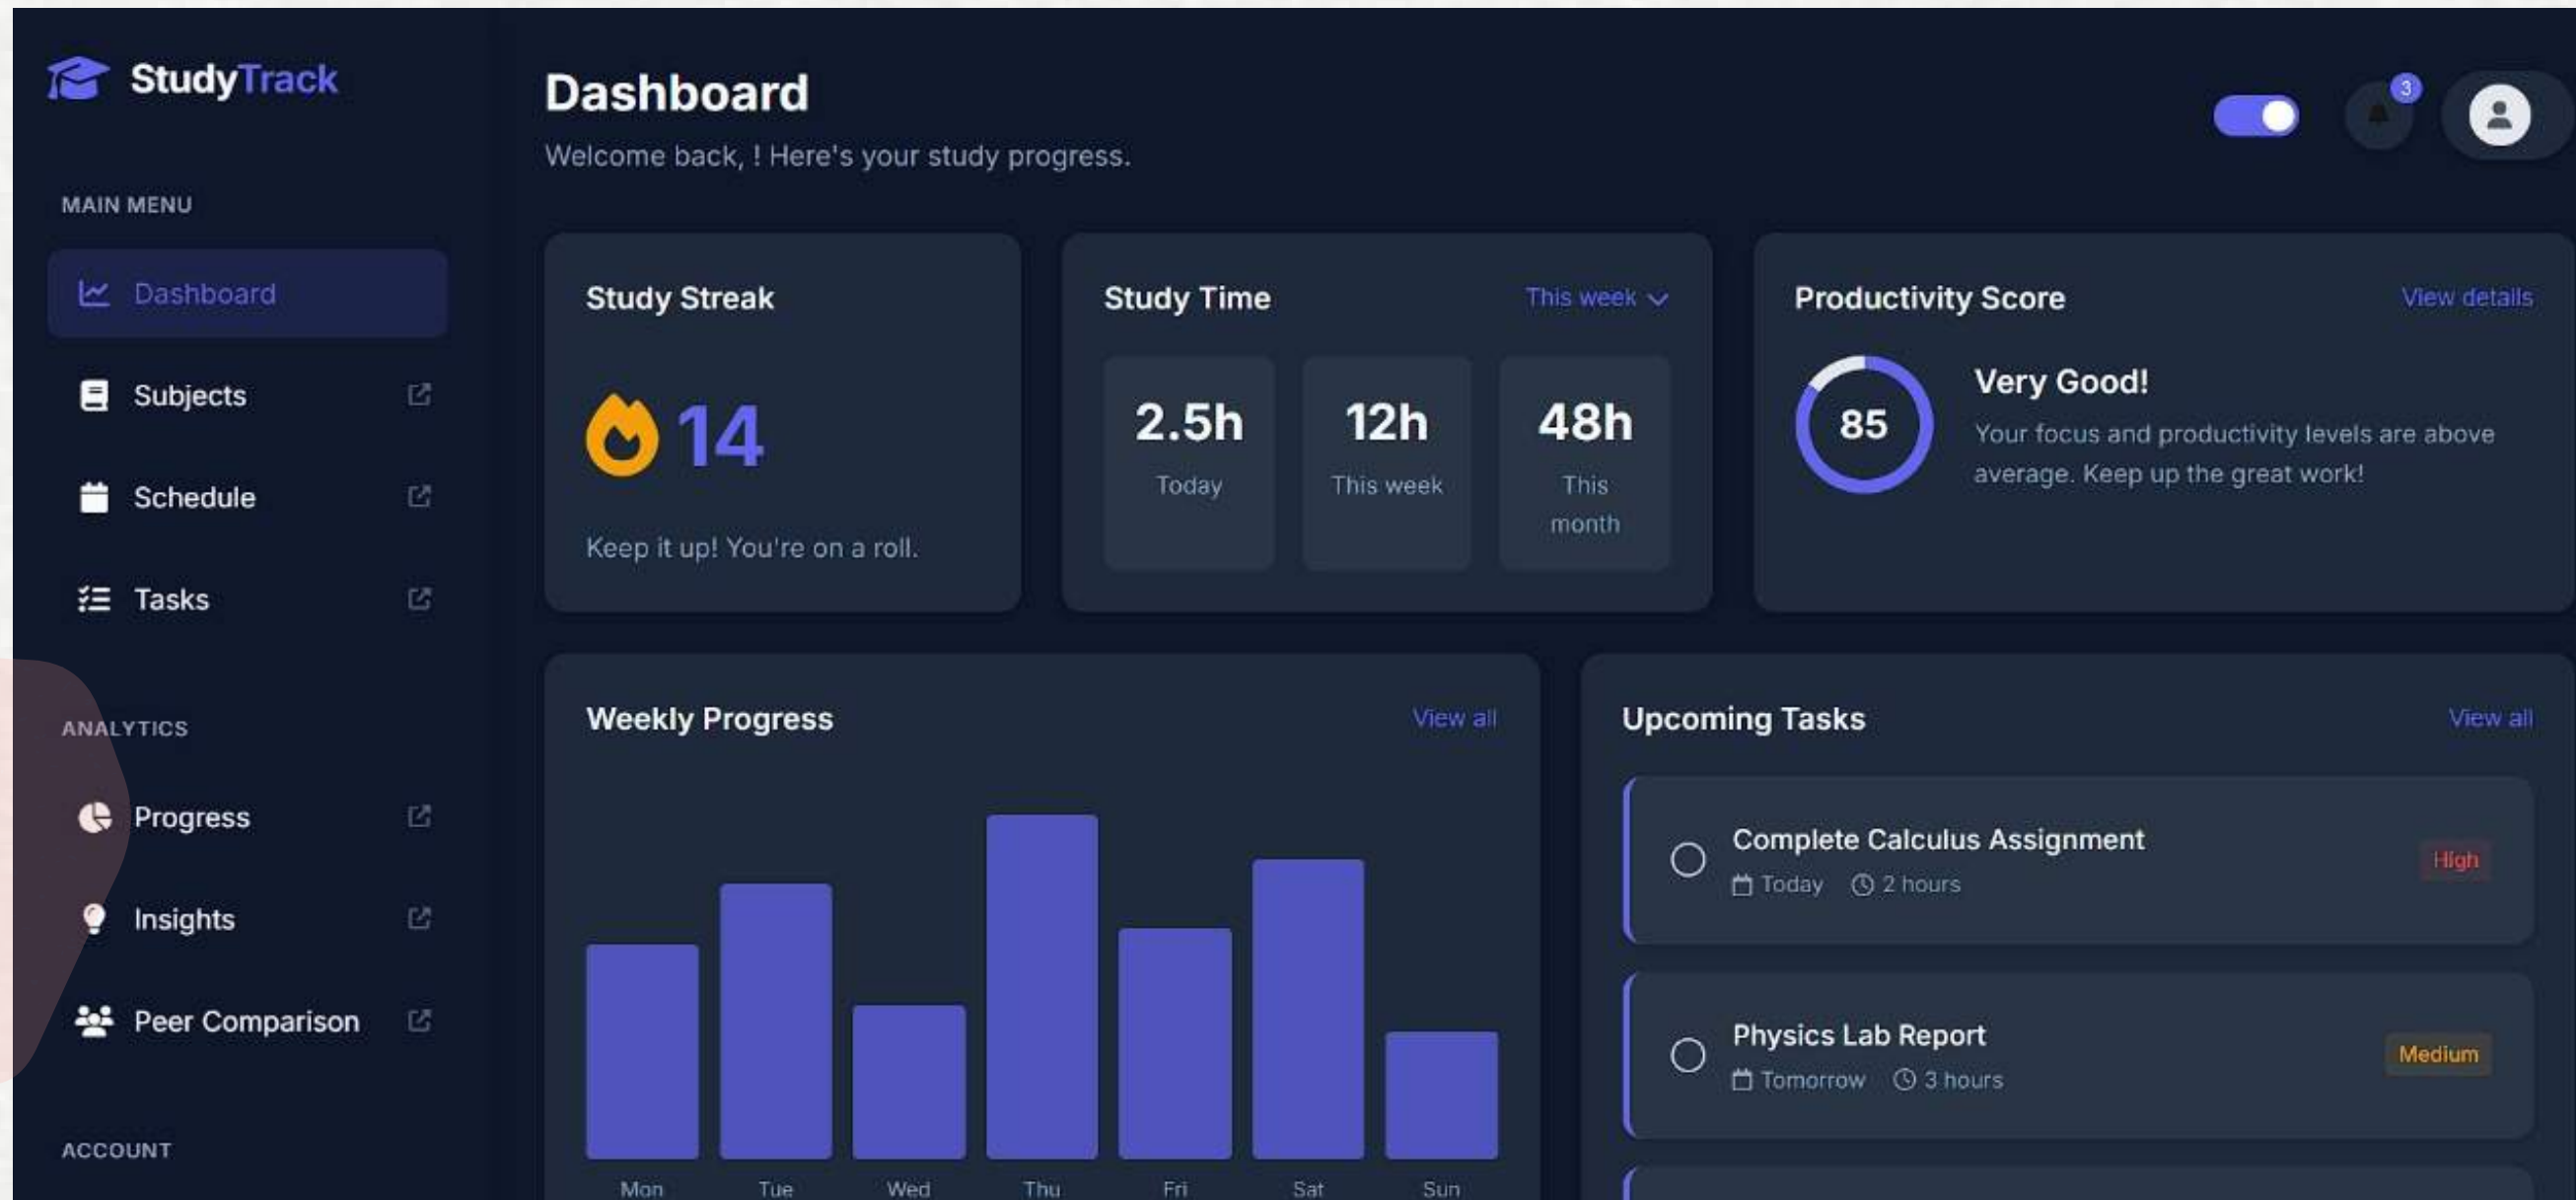 StudyTrack
MAIN MENU
Dashboard
Subjects
Schedule
Tasks
ANALYTICS
Progress
Insights
Peer Comparison
ACCOUNT
Dashboard
Welcome back, ! Here's your study progress.
3
Study Streak
14
Keep it up! You're on a roll.
Study Time
This week
2.5h
Today
12h
This week
48h
This
month
Productivity Score
View details
85
Very Good!
Your focus and productivity levels are above
average. Keep up the great work!
Weekly Progress
View all
Mon Tue Wed Thu Fri Sat Sun
Upcoming Tasks
View all
Complete Calculus Assignment
Today 2 hours
High
Physics Lab Report
Tomorrow 3 hours
Medium